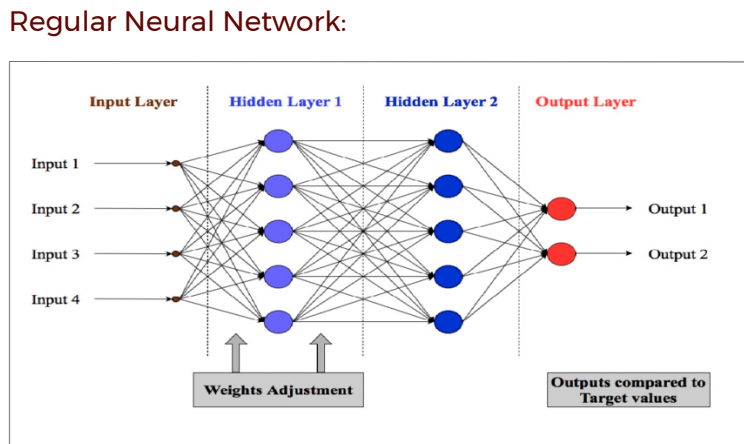 Regular Neural Network:
Input Layer
Hidden Layer 1
Hidden Layer 2
Output Layer
Input 1
Input 2
Input 3
Input 4
Output 1
Output 2
Weights Adjustment
Outputs compared to
Target values